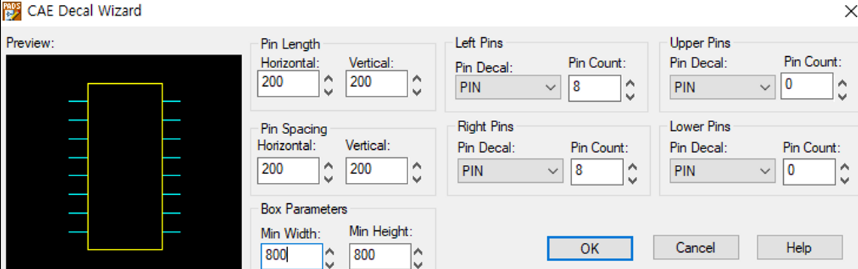 PADS
CAE Decal Wizard
Preview:
Pin Length
Horizontal: Vertical:
200 200
Pin Spacing
Horizontal: Vertical:
200 200
Box Parameters
Min Width: Min Height:
800 800
Left Pins
Pin Decal: Pin Count:
PIN 8
Right Pins
Pin Decal: Pin Count:
PIN 8
Upper Pins
Pin Decal: Pin Count:
PIN 0
Lower Pins
Pin Decal: Pin Count:
PIN 0
OK Cancel Help